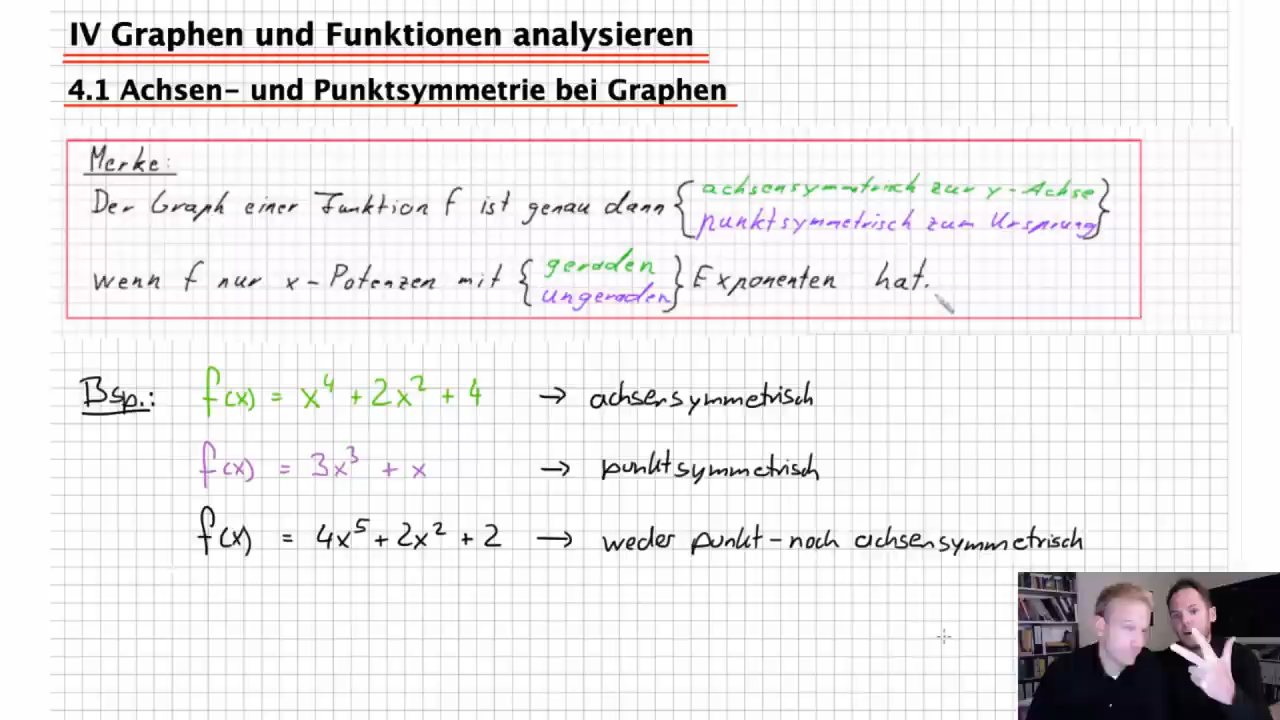 IV Graphen und Funktionen analysieren
4.1 Achsen- und Punktsymmetrie bei Graphen
Merke:
Der Graph einer Funktion f ist genau dann { achsensymmetrisch zur y-Achse
punktsymmetrisch zum Ursprung }
wenn f nur x-Potenzen mit { geraden
ungeraden } Exponenten hat.
Bsp.: f(x) = x⁴ + 2x² + 4 → achsensymmetrisch
f(x) = 3x³ + x → punktsymmetrisch
f(x) = 4x⁵ + 2x² + 2 → weder punkt-noch achsensymmetrisch